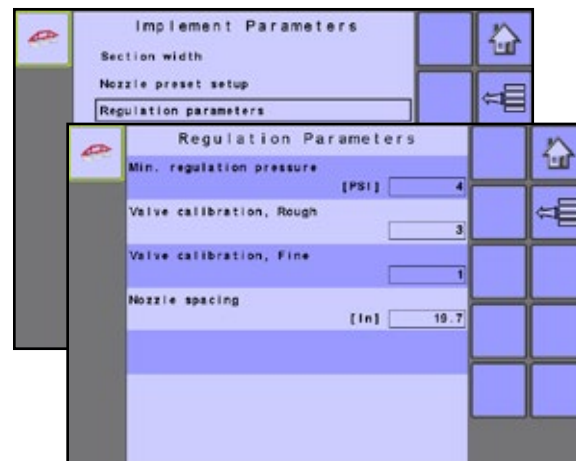 Implement Parameters
Section width
Nozzle preset setup
Regulation parameters
Regulation Parameters
Min. regulation pressure
[PSI] 4
Valve calibration, Rough
3
Valve calibration, Fine
1
Nozzle spacing
[In] 19.7